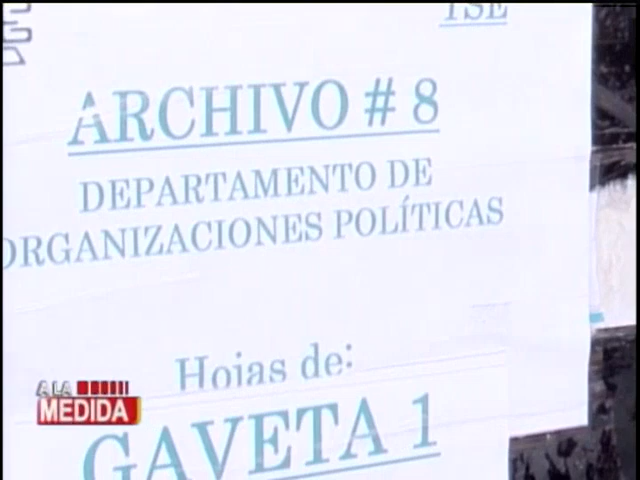 TSE
ARCHIVO # 8
DEPARTAMENTO DE
ORGANIZACIONES POLÍTICAS
Hojas de:
GAVETA 1
A LA
MEDIDA